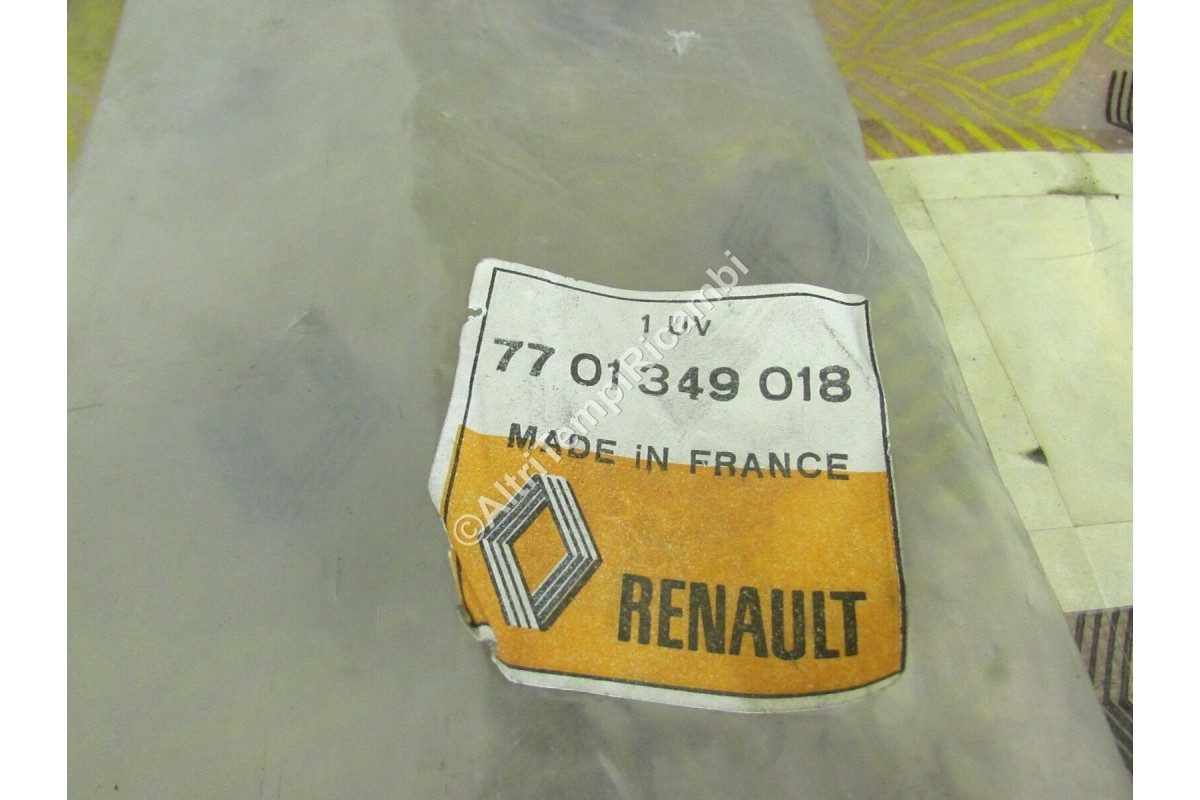 1 UV
77 01 349 018
MADE iN FRANCE
RENAULT
©AltriTempiRicambi